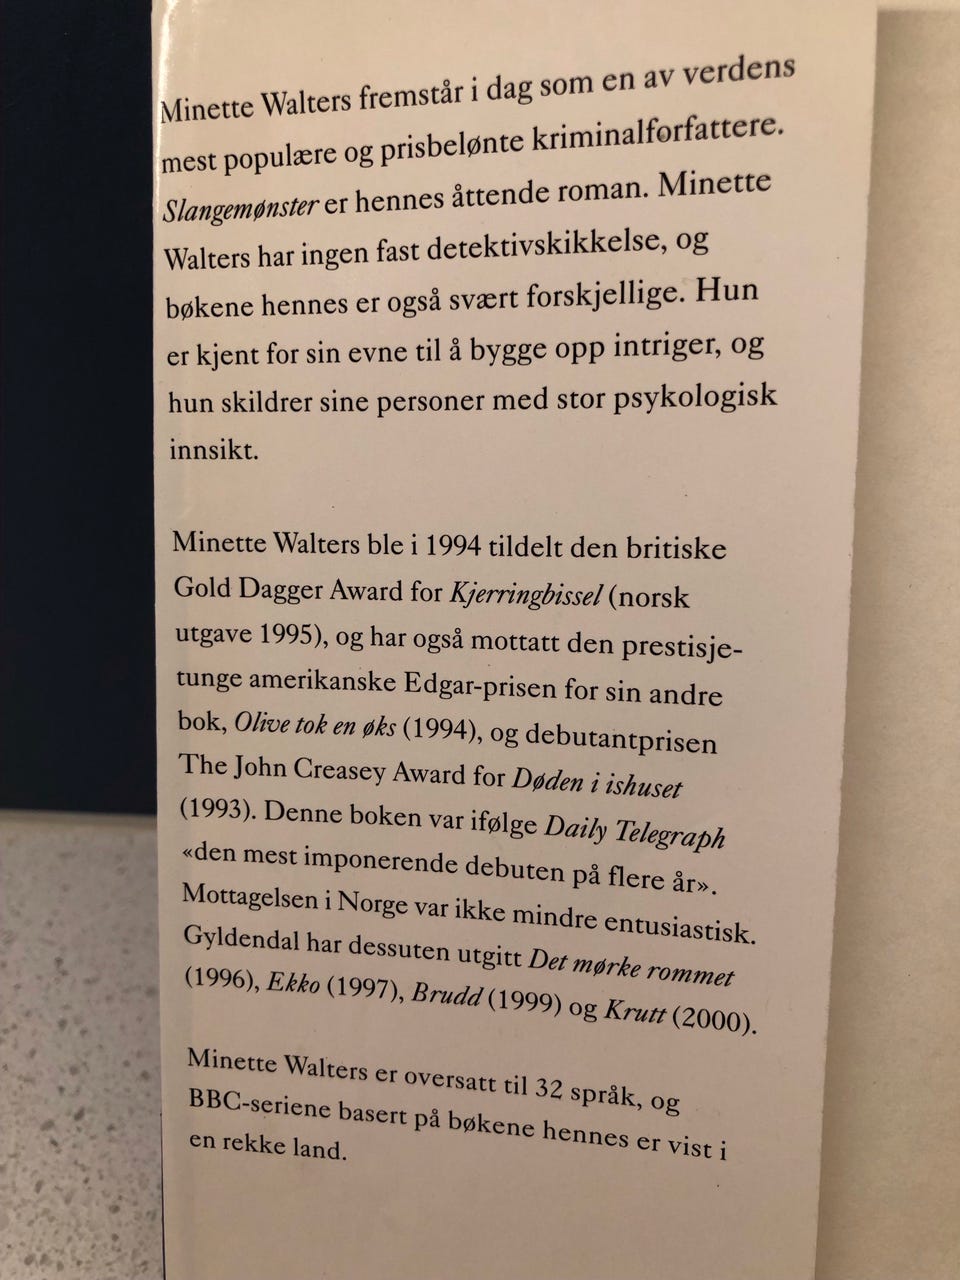 Minette Walters fremstår i dag som en av verdens
mest populære og prisbelønte kriminalforfattere.
Slangemønster er hennes åttende roman. Minette
Walters har ingen fast detektivskikkelse, og
bøkene hennes er også svært forskjellige. Hun
er kjent for sin evne til å bygge opp intriger, og
hun skildrer sine personer med stor psykologisk
innsikt.
Minette Walters ble i 1994 tildelt den britiske
Gold Dagger Award for Kjerringbissel (norsk
utgave 1995), og har også mottatt den prestisje-
tunge amerikanske Edgar-prisen for sin andre
bok, Olive tok en øks (1994), og debutantprisen
The John Creasey Award for Døden i ishuset
(1993). Denne boken var ifølge Daily Telegraph
«den mest imponerende debuten på flere år».
Mottagelsen i Norge var ikke mindre entusiastisk.
Gyldendal har dessuten utgitt Det mørke rommet
(1996), Ekko (1997), Brudd (1999) og Krutt (2000).
Minette Walters er oversatt til 32 språk, og
BBC-seriene basert på bøkene hennes er vist i
en rekke land.